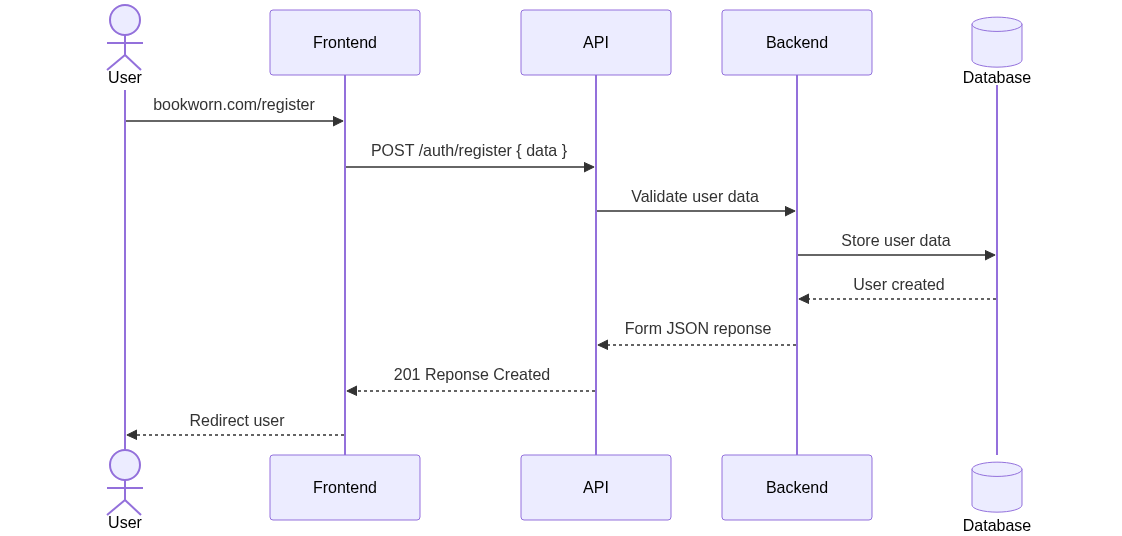 User
Frontend
API
Backend
Database
bookworn.com/register
POST /auth/register { data }
Validate user data
Store user data
User created
Form JSON reponse
201 Reponse Created
Redirect user
User
Frontend
API
Backend
Database